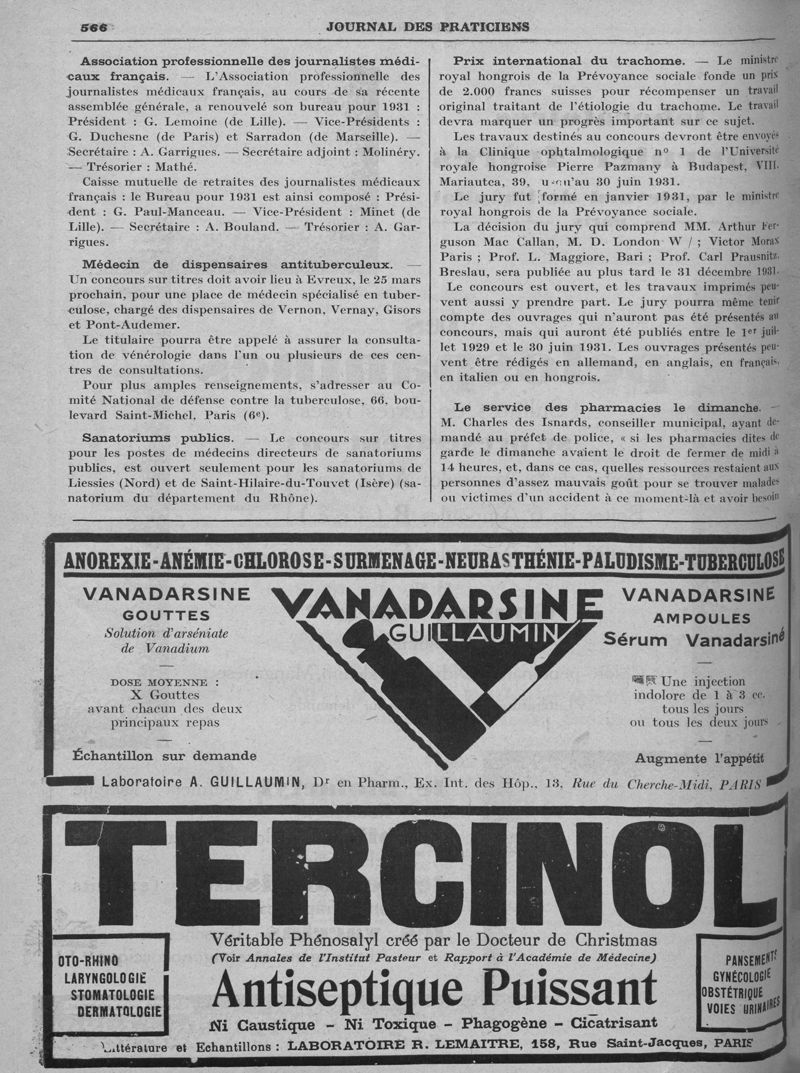 566
JOURNAL DES PRATICIENS
Association professionnelle des journalistes médi-
caux français. — L'Association professionnelle des
journalistes médicaux français, au cours de sa récente
assemblée générale, a renouvelé son bureau pour 1931 :
Président : G. Lemoine (de Lille). — Vice-Présidents :
G. Duchesne (de Paris) et Sarradon (de Marseille). —
Secrétaire : A. Garrigues. — Secrétaire adjoint : Molinéry.
— Trésorier : Mathé.
Caisse mutuelle de retraites des journalistes médicaux
français : le Bureau pour 1931 est ainsi composé : Prési-
dent : G. Paul-Manceau. — Vice-Président : Minet (de
Lille). — Secrétaire : A. Bouland. — Trésorier : A. Gar-
rigues.
Médecin de dispensaires antituberculeux. —
Un concours sur titres doit avoir lieu à Evreux, le 25 mars
prochain, pour une place de médecin spécialisé en tuber-
culose, chargé des dispensaires de Vernon, Vernay, Gisors
et Pont-Audemer.
Le titulaire pourra être appelé à assurer la consulta-
tion de vénérologie dans l'un ou plusieurs de ces cen-
tres de consultations.
Pour plus amples renseignements, s'adresser au Co-
mité National de défense contre la tuberculose, 66, bou-
levard Saint-Michel, Paris (6e).
Sanatoriums publics. — Le concours sur titres
pour les postes de médecins directeurs de sanatoriums
publics, est ouvert seulement pour les sanatoriums de
Liessies (Nord) et de Saint-Hilaire-du-Touvet (Isère) (sa-
natorium du département du Rhône).
Prix international du trachome. — Le ministre
royal hongrois de la Prévoyance sociale fonde un prix
de 2.000 francs suisses pour récompenser un travail
original traitant de l'étiologie du trachome. Le travail
devra marquer un progrès important sur ce sujet.
Les travaux destinés au concours devront être envoyés
à la Clinique ophtalmologique n° 1 de l'Université
royale hongroise Pierre Pazmany à Budapest, VIII.
Mariautca, 39, u'au 30 juin 1931.
Le jury fut formé en janvier 1931, par le ministre
royal hongrois de la Prévoyance sociale.
La décision du jury qui comprend MM. Arthur Fer-
guson Mac Callan, M. D. London W / ; Victor Morax
Paris ; Prof. L. Maggiore, Bari ; Prof. Carl Prausnitz,
Breslau, sera publiée au plus tard le 31 décembre 1931.
Le concours est ouvert, et les travaux imprimés peu-
vent aussi y prendre part. Le jury pourra même tenir
compte des ouvrages qui n'auront pas été présentés au
concours, mais qui auront été publiés entre le 1er juil-
let 1929 et le 30 juin 1931. Les ouvrages présentés peu-
vent être rédigés en allemand, en anglais, en français,
en italien ou en hongrois.
Le service des pharmacies le dimanche. —
M. Charles des Isnards, conseiller municipal, ayant de-
mandé au préfet de police, « si les pharmacies dites de
garde le dimanche avaient le droit de fermer de midi à
14 heures, et, dans ce cas, quelles ressources restaient aux
personnes d'assez mauvais goût pour se trouver malades
ou victimes d'un accident à ce moment-là et avoir besoin
ANOREXIE-ANÉMIE-CHLOROSE-SURMENAGE-NEURASTHÉNIE-PALUDISME-TUBERCULOSE
VANADARSINE
GOUTTES
Solution d'arséniate
de Vanadium
DOSE MOYENNE :
X Gouttes
avant chacun des deux
principaux repas
Échantillon sur demande
VANADARSINE
GUILLAUMIN
VANADARSINE
AMPOULES
Sérum Vanadarsiné
Une injection
indolore de 1 à 3 cc.
tous les jours
ou tous les deux jours
Augmente l'appétit
Laboratoire A. GUILLAUMIN, Dr en Pharm., Ex. Int. des Hôp., 13, Rue du Cherche-Midi, PARIS
TERCINOL
Véritable Phénosalyl créé par le Docteur de Christmas
(Voir Annales de l'Institut Pasteur et Rapport à l'Académie de Médecine)
OTO-RHINO
LARYNGOLOGIE
STOMATOLOGIE
DERMATOLOGIE
Antiseptique Puissant
Ni Caustique - Ni Toxique - Phagogène - Cicatrisant
PANSEMENTS
GYNÉCOLOGIE
OBSTÉTRIQUE
VOIES URINAIRES
Littérature et Echantillons : LABORATOIRE R. LEMAITRE, 158, Rue Saint-Jacques, PARIS